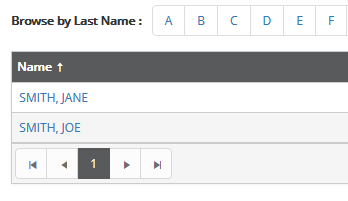 Browse by Last Name : A B C D E F
Name ↑
SMITH, JANE
SMITH, JOE
1